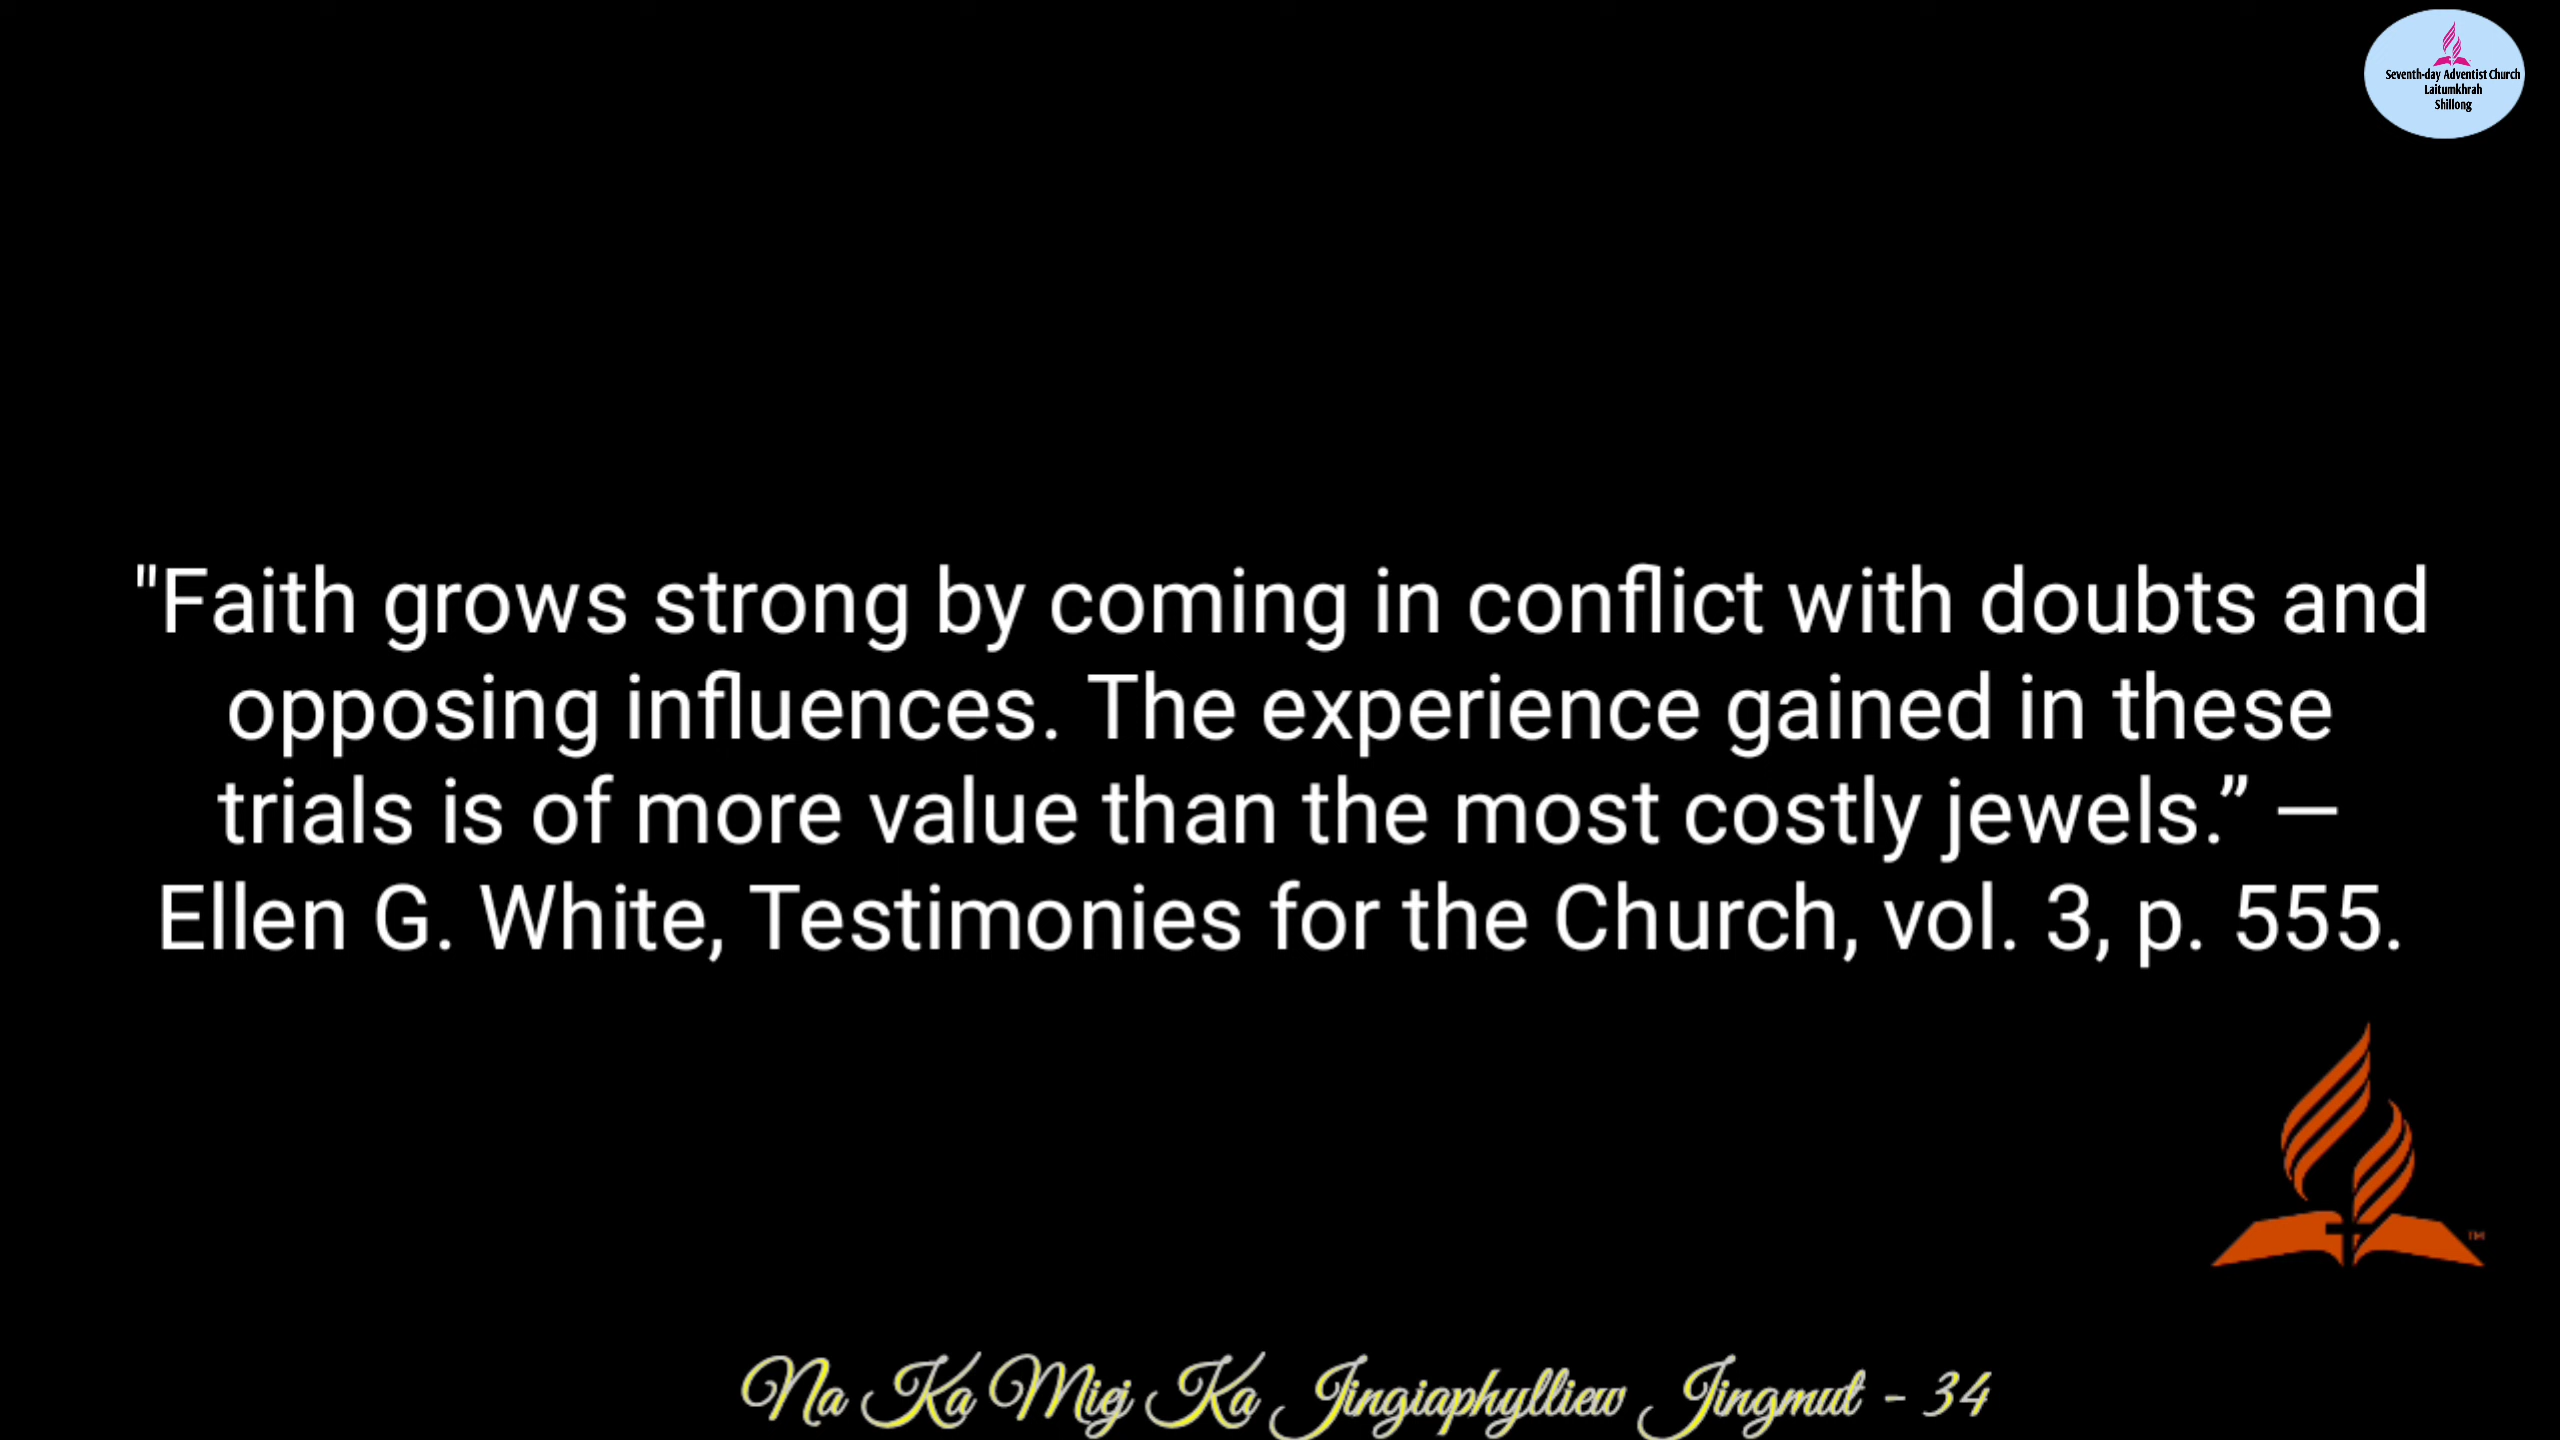 Seventh-day Adventist Church
Laitumkhrah
Shillong
"Faith grows strong by coming in conflict with doubts and
opposing influences. The experience gained in these
trials is of more value than the most costly jewels.” —
Ellen G. White, Testimonies for the Church, vol. 3, p. 555.
TM
Na Ka Miej Ka Jingiaphylliew Jingmut - 34